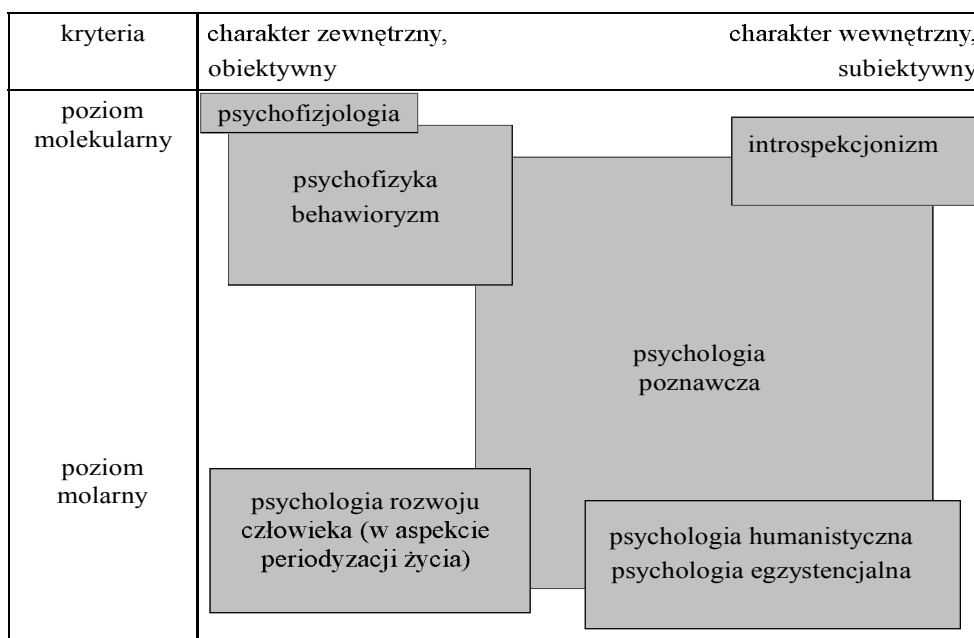 kryteria
charakter zewnętrzny,
obiektywny
charakter wewnętrzny,
subiektywny
poziom
molekularny
psychofizjologia
psychofizyka
behawioryzm
introspekcjonizm
psychologia
poznawcza
poziom
molarny
psychologia rozwoju
człowieka (w aspekcie
periodyzacji życia)
psychologia humanistyczna
psychologia egzystencjalna